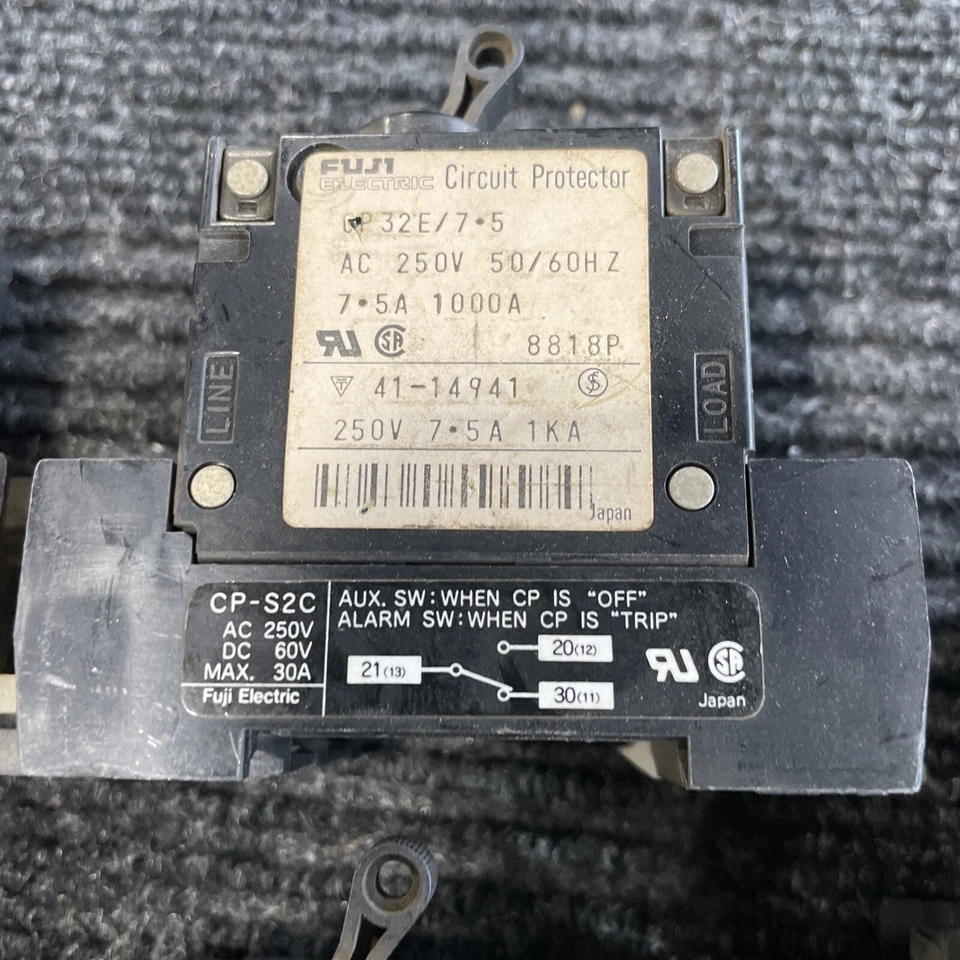 FUJI ELECTRIC Circuit Protector
CP32E/7·5
AC 250V 50/60HZ
7·5A 1000A
8818P
41-14941
250V 7·5A 1KA
Japan
LINE
LOAD
CP-S2C
AC 250V
DC 60V
MAX. 30A
Fuji Electric
AUX. SW:WHEN CP IS "OFF"
ALARM SW:WHEN CP IS "TRIP"
20(12)
21(13)
30(11)
Japan